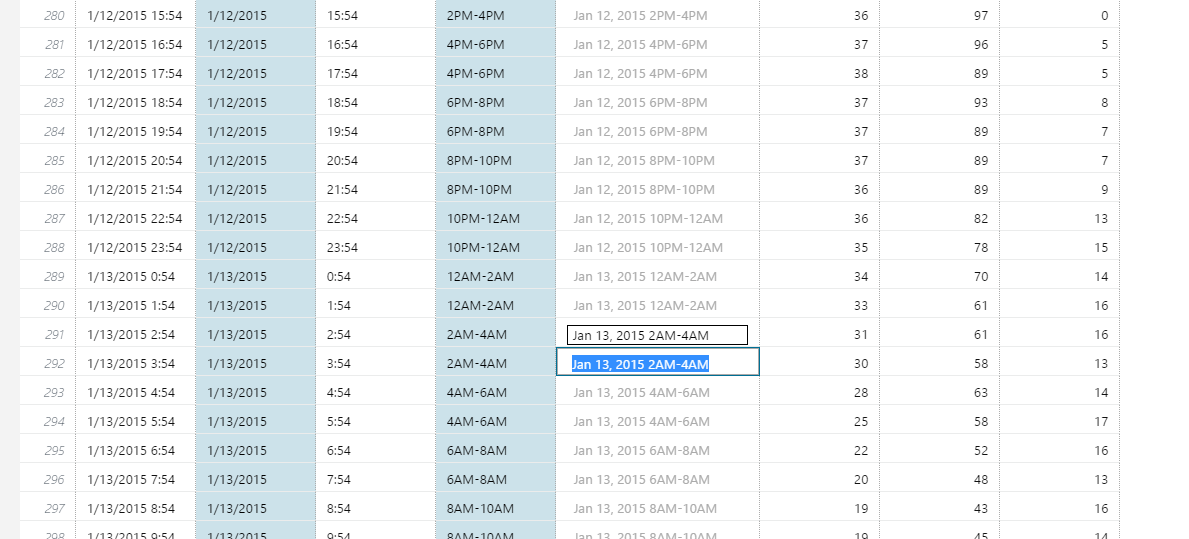 280 1/12/2015 15:54 1/12/2015 15:54 2PM-4PM Jan 12, 2015 2PM-4PM 36 97 0
281 1/12/2015 16:54 1/12/2015 16:54 4PM-6PM Jan 12, 2015 4PM-6PM 37 96 5
282 1/12/2015 17:54 1/12/2015 17:54 4PM-6PM Jan 12, 2015 4PM-6PM 38 89 5
283 1/12/2015 18:54 1/12/2015 18:54 6PM-8PM Jan 12, 2015 6PM-8PM 37 93 8
284 1/12/2015 19:54 1/12/2015 19:54 6PM-8PM Jan 12, 2015 6PM-8PM 37 89 7
285 1/12/2015 20:54 1/12/2015 20:54 8PM-10PM Jan 12, 2015 8PM-10PM 37 89 7
286 1/12/2015 21:54 1/12/2015 21:54 8PM-10PM Jan 12, 2015 8PM-10PM 36 89 9
287 1/12/2015 22:54 1/12/2015 22:54 10PM-12AM Jan 12, 2015 10PM-12AM 36 82 13
288 1/12/2015 23:54 1/12/2015 23:54 10PM-12AM Jan 12, 2015 10PM-12AM 35 78 15
289 1/13/2015 0:54 1/13/2015 0:54 12AM-2AM Jan 13, 2015 12AM-2AM 34 70 14
290 1/13/2015 1:54 1/13/2015 1:54 12AM-2AM Jan 13, 2015 12AM-2AM 33 61 16
291 1/13/2015 2:54 1/13/2015 2:54 2AM-4AM Jan 13, 2015 2AM-4AM 31 61 16
292 1/13/2015 3:54 1/13/2015 3:54 2AM-4AM Jan 13, 2015 2AM-4AM 30 58 13
293 1/13/2015 4:54 1/13/2015 4:54 4AM-6AM Jan 13, 2015 4AM-6AM 28 63 14
294 1/13/2015 5:54 1/13/2015 5:54 4AM-6AM Jan 13, 2015 4AM-6AM 25 58 17
295 1/13/2015 6:54 1/13/2015 6:54 6AM-8AM Jan 13, 2015 6AM-8AM 22 52 16
296 1/13/2015 7:54 1/13/2015 7:54 6AM-8AM Jan 13, 2015 6AM-8AM 20 48 13
297 1/13/2015 8:54 1/13/2015 8:54 8AM-10AM Jan 13, 2015 8AM-10AM 19 43 16
298 1/13/2015 9:54 1/13/2015 9:54 8AM-10AM Jan 13, 2015 8AM-10AM 19 45 14